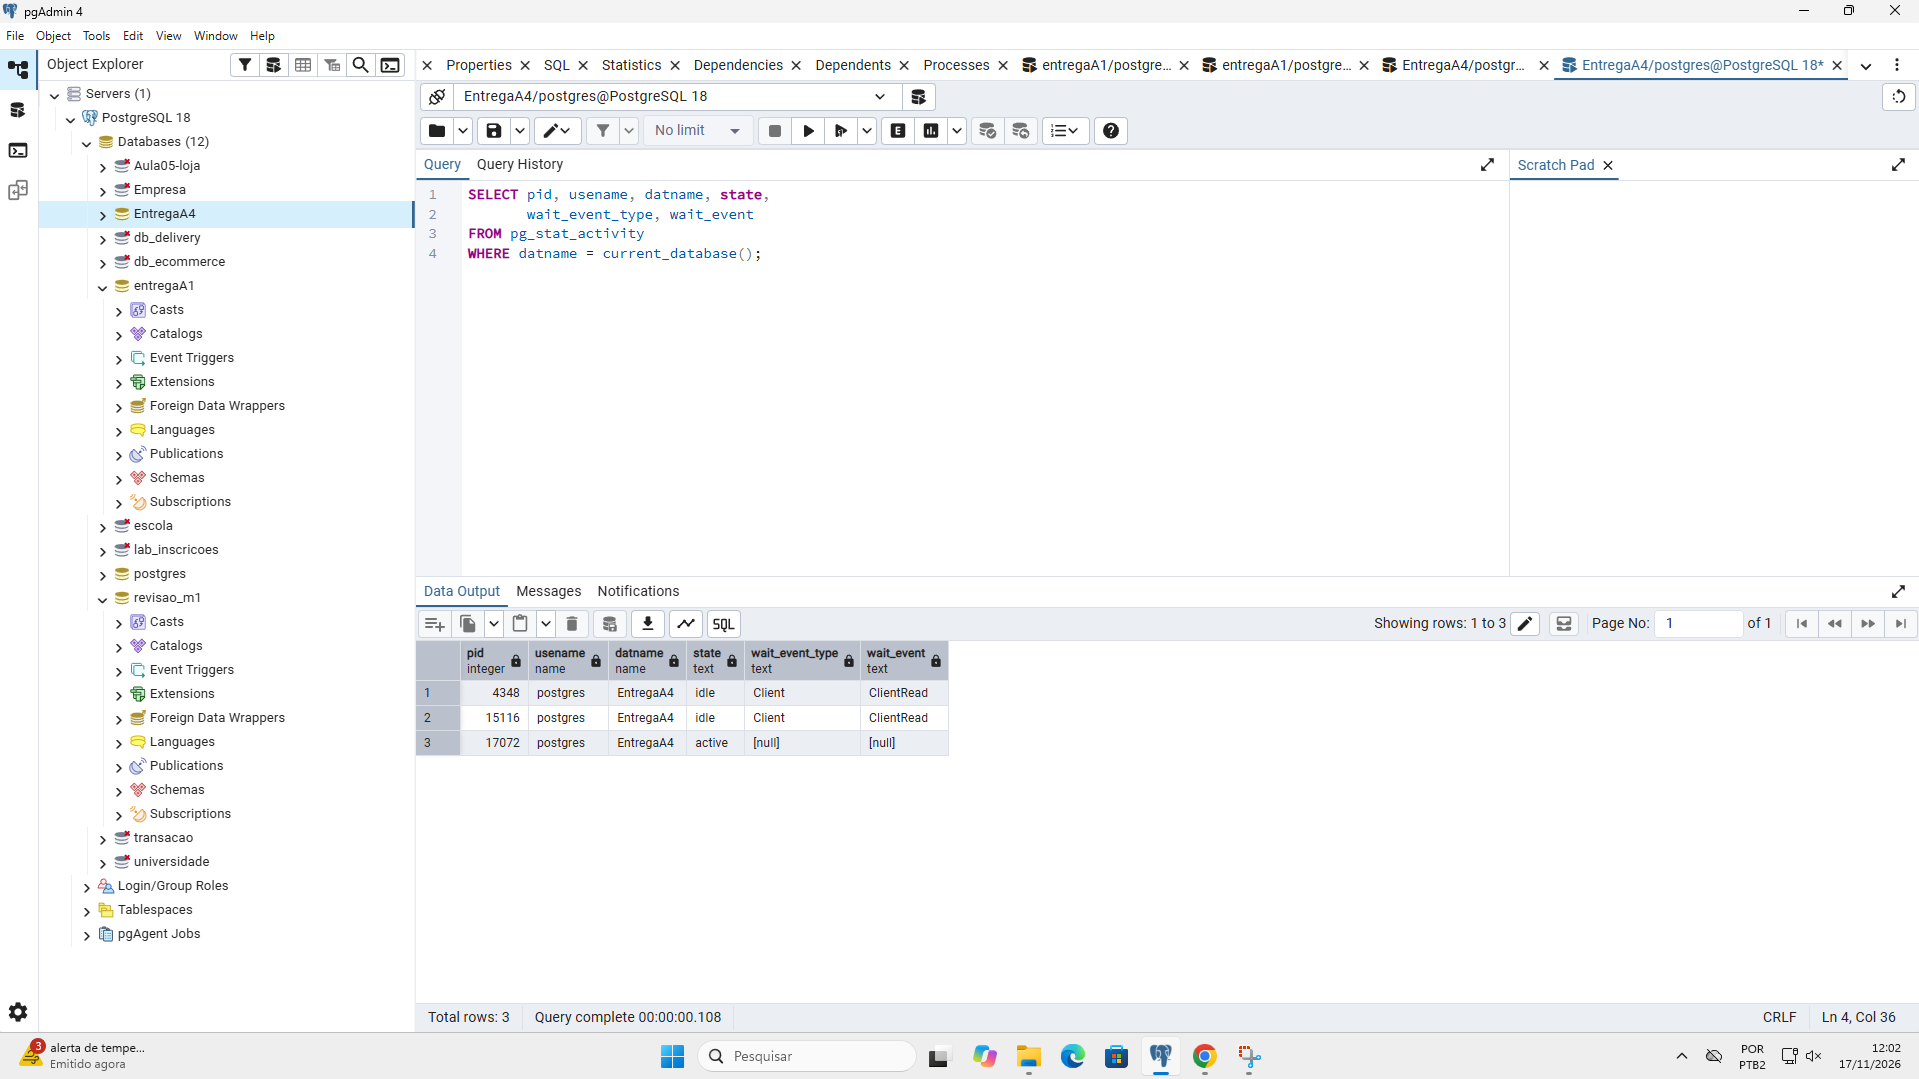 pgAdmin 4
File Object Tools Edit View Window Help
Object Explorer
Servers (1)
PostgreSQL 18
Databases (12)
Aula05-loja
Empresa
EntregaA4
db_delivery
db_ecommerce
entregaA1
Casts
Catalogs
Event Triggers
Extensions
Foreign Data Wrappers
Languages
Publications
Schemas
Subscriptions
escola
lab_inscricoes
postgres
revisao_m1
Casts
Catalogs
Event Triggers
Extensions
Foreign Data Wrappers
Languages
Publications
Schemas
Subscriptions
transacao
universidade
Login/Group Roles
Tablespaces
pgAgent Jobs
Properties SQL Statistics Dependencies Dependents Processes entregaA1/postgre... entregaA1/postgre... EntregaA4/postgr... EntregaA4/postgres@PostgreSQL 18*
EntregaA4/postgres@PostgreSQL 18
No limit E
Query Query History
Scratch Pad
1 SELECT pid, usename, datname, state,
2 wait_event_type, wait_event
3 FROM pg_stat_activity
4 WHERE datname = current_database();
Data Output Messages Notifications
SQL Showing rows: 1 to 3 Page No: 1 of 1
pid usename datname state wait_event_type wait_event
integer name name text text text
1 4348 postgres EntregaA4 idle Client ClientRead
2 15116 postgres EntregaA4 idle Client ClientRead
3 17072 postgres EntregaA4 active [null] [null]
Total rows: 3 Query complete 00:00:00.108 CRLF Ln 4, Col 36
3
alerta de tempe...
Emitido agora
Pesquisar
POR
PTB2
12:02
17/11/2026